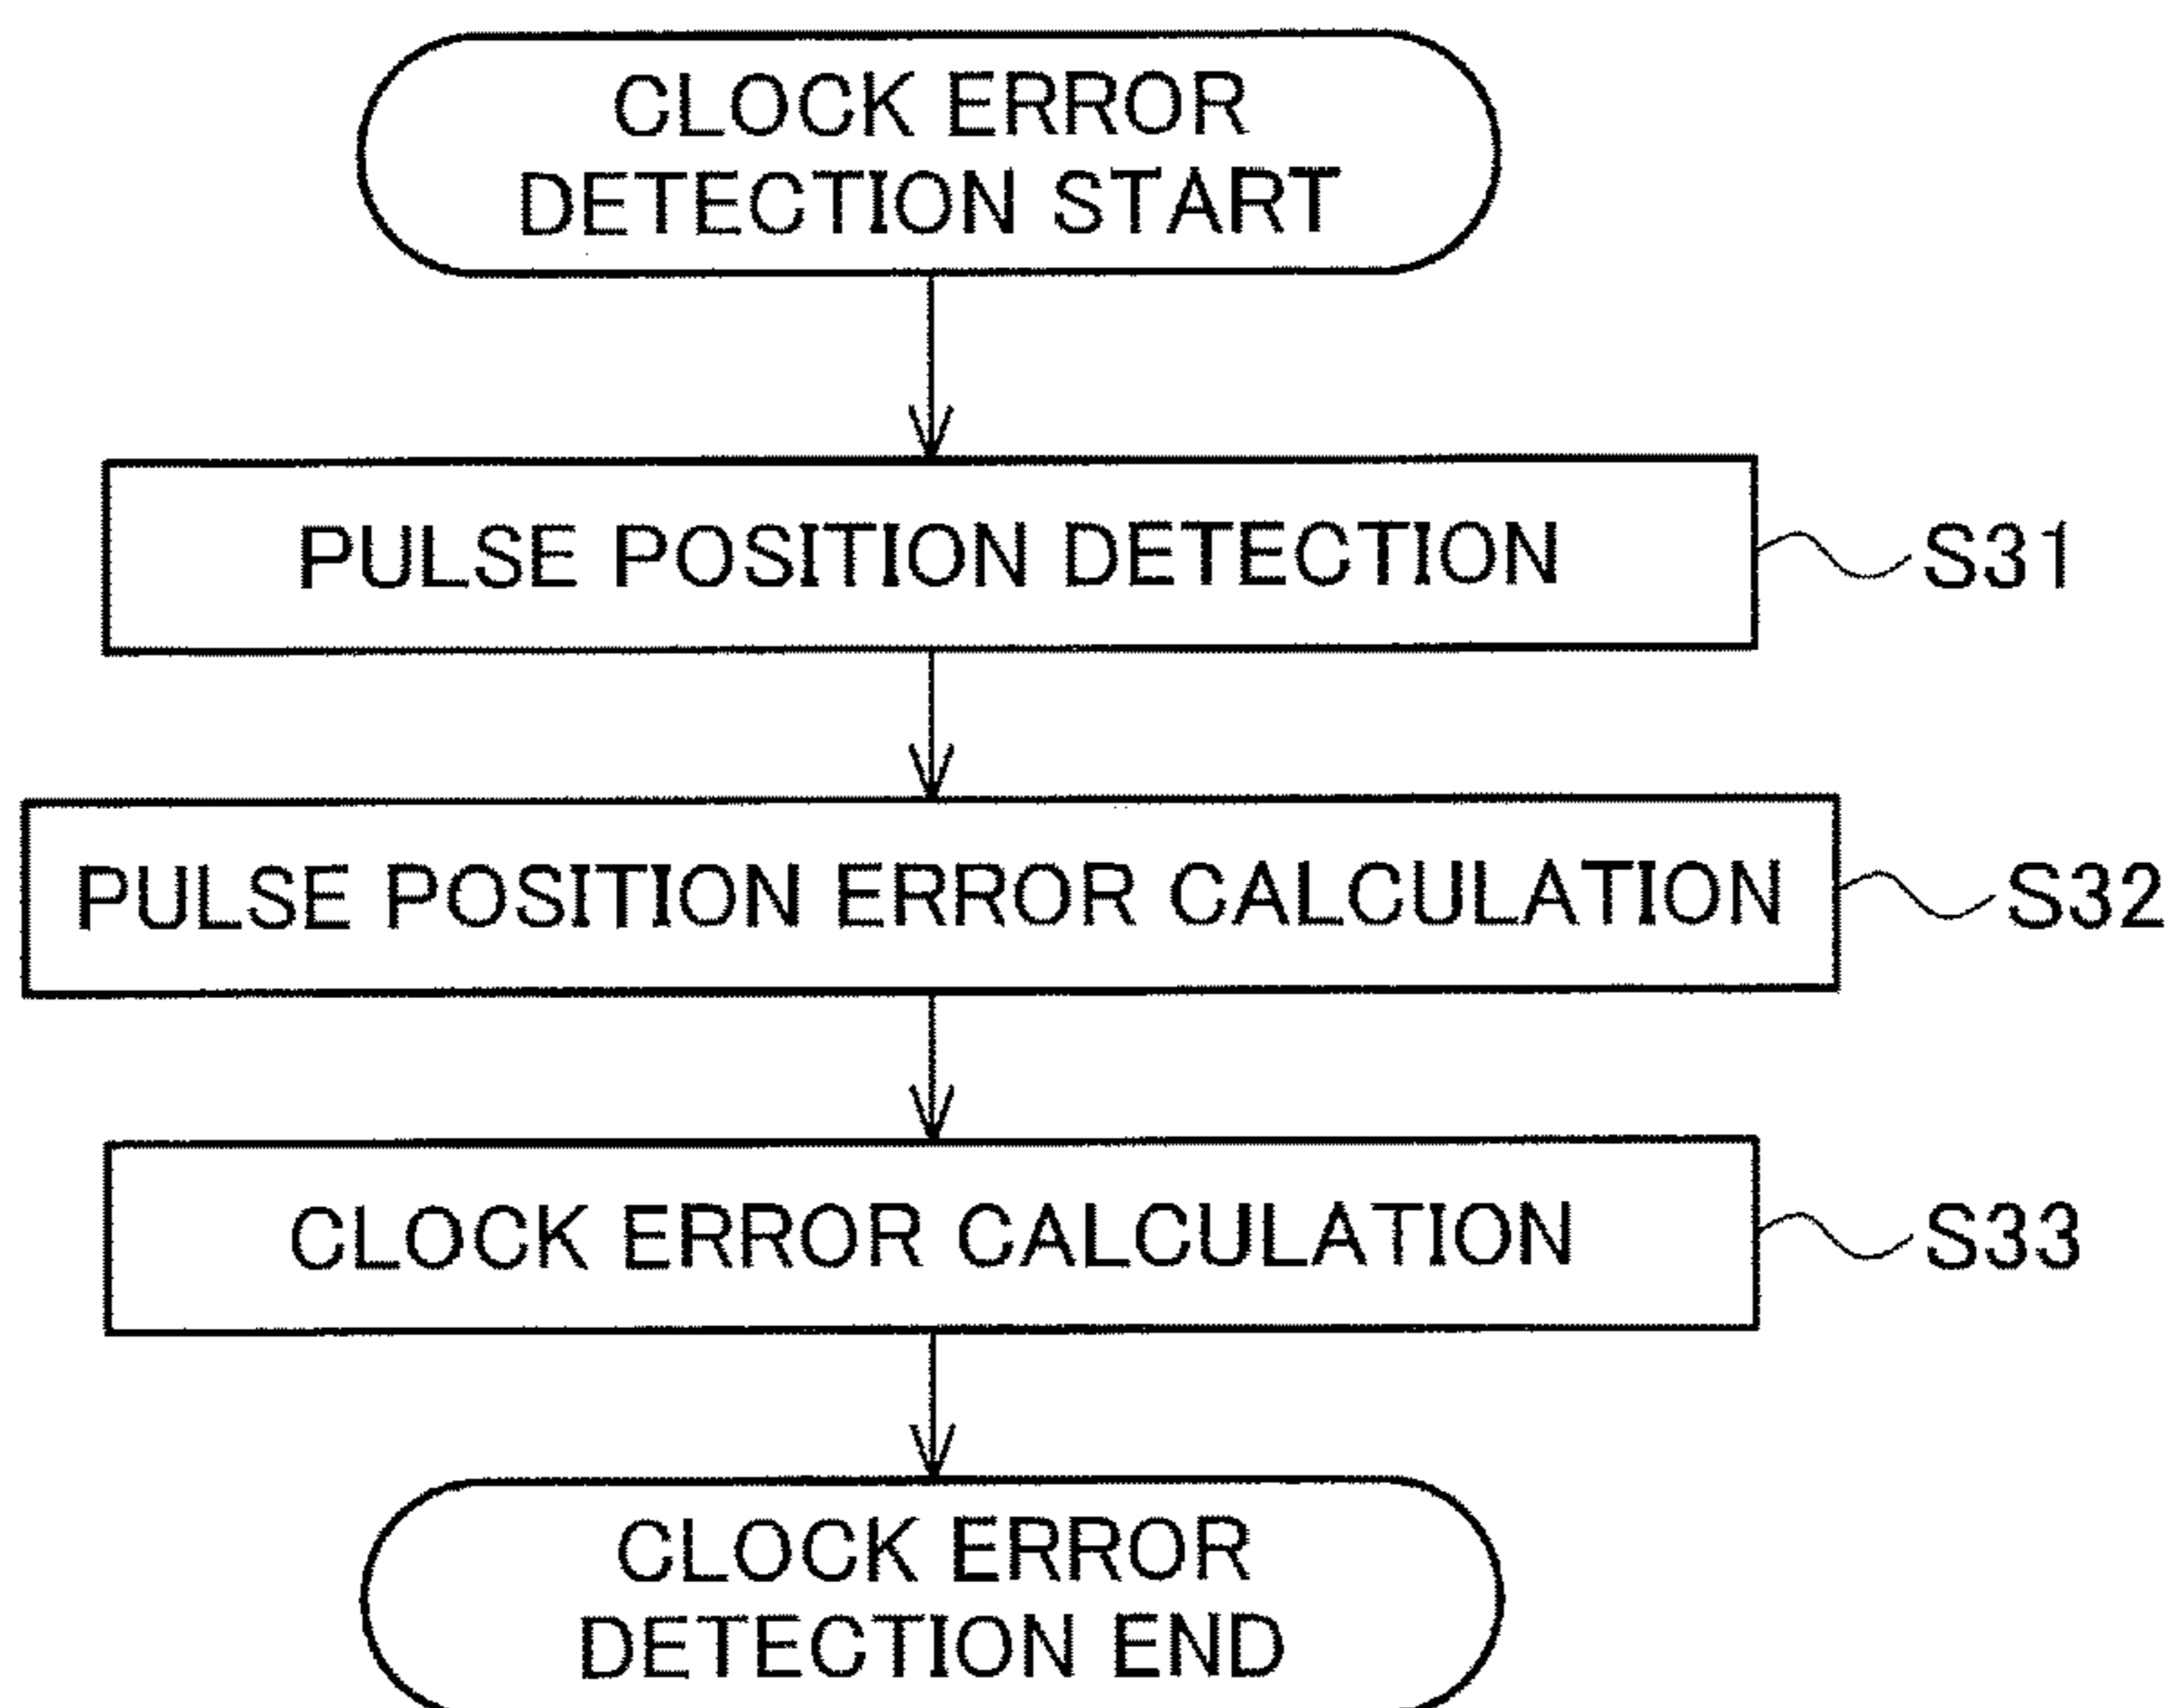 CLOCK ERROR
DETECTION START
PULSE POSITION DETECTION
S31
PULSE POSITION ERROR CALCULATION
S32
CLOCK ERROR CALCULATION
S33
CLOCK ERROR
DETECTION END